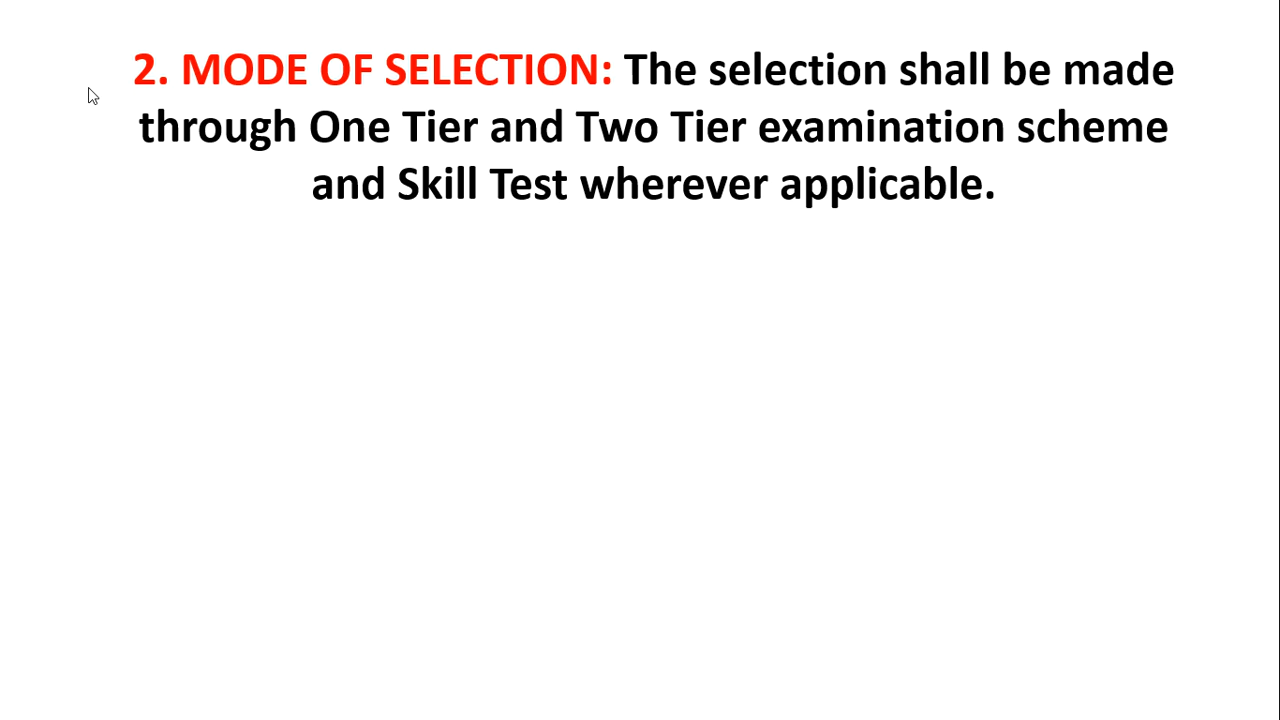 2. MODE OF SELECTION: The selection shall be made
through One Tier and Two Tier examination scheme
and Skill Test wherever applicable.